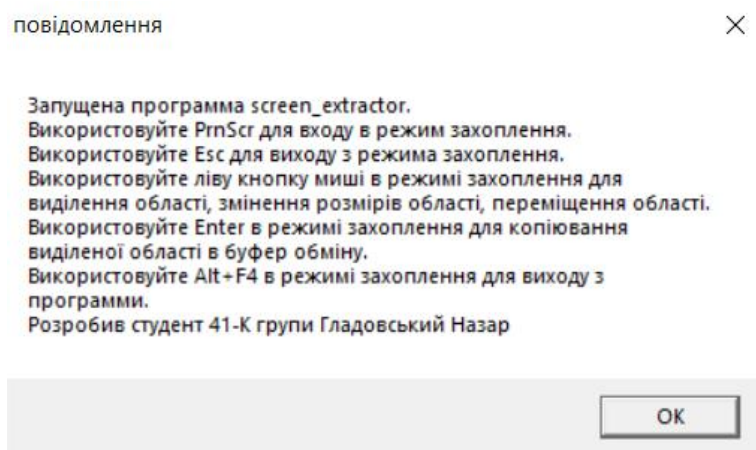 повідомлення
Запущена программа screen_extractor.
Використовуйте PrnScr для входу в режим захоплення.
Використовуйте Esc для виходу з режима захоплення.
Використовуйте ліву кнопку миші в режимі захоплення для
виділення області, змінення розмірів області, переміщення області.
Використовуйте Enter в режимі захоплення для копіювання
виділеної області в буфер обміну.
Використовуйте Alt+F4 в режимі захоплення для виходу з
программи.
Розробив студент 41-К групи Гладовський Назар
OK